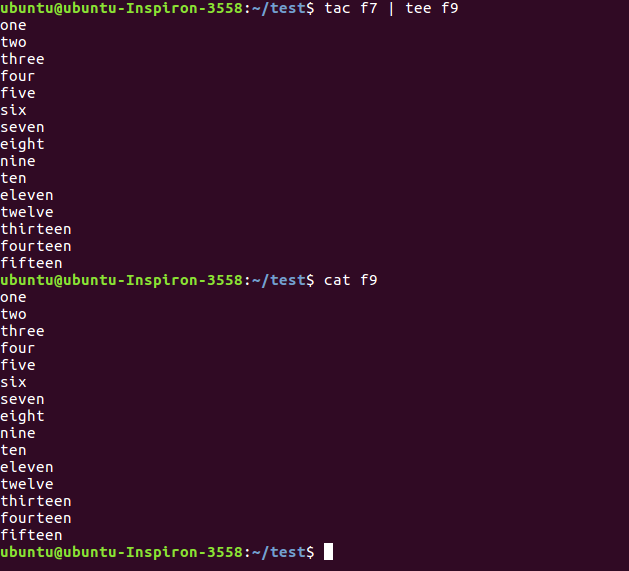 ubuntu@ubuntu-Inspiron-3558:~/test$ tac f7 | tee f9
one
two
three
four
five
six
seven
eight
nine
ten
eleven
twelve
thirteen
fourteen
fifteen
ubuntu@ubuntu-Inspiron-3558:~/test$ cat f9
one
two
three
four
five
six
seven
eight
nine
ten
eleven
twelve
thirteen
fourteen
fifteen
ubuntu@ubuntu-Inspiron-3558:~/test$